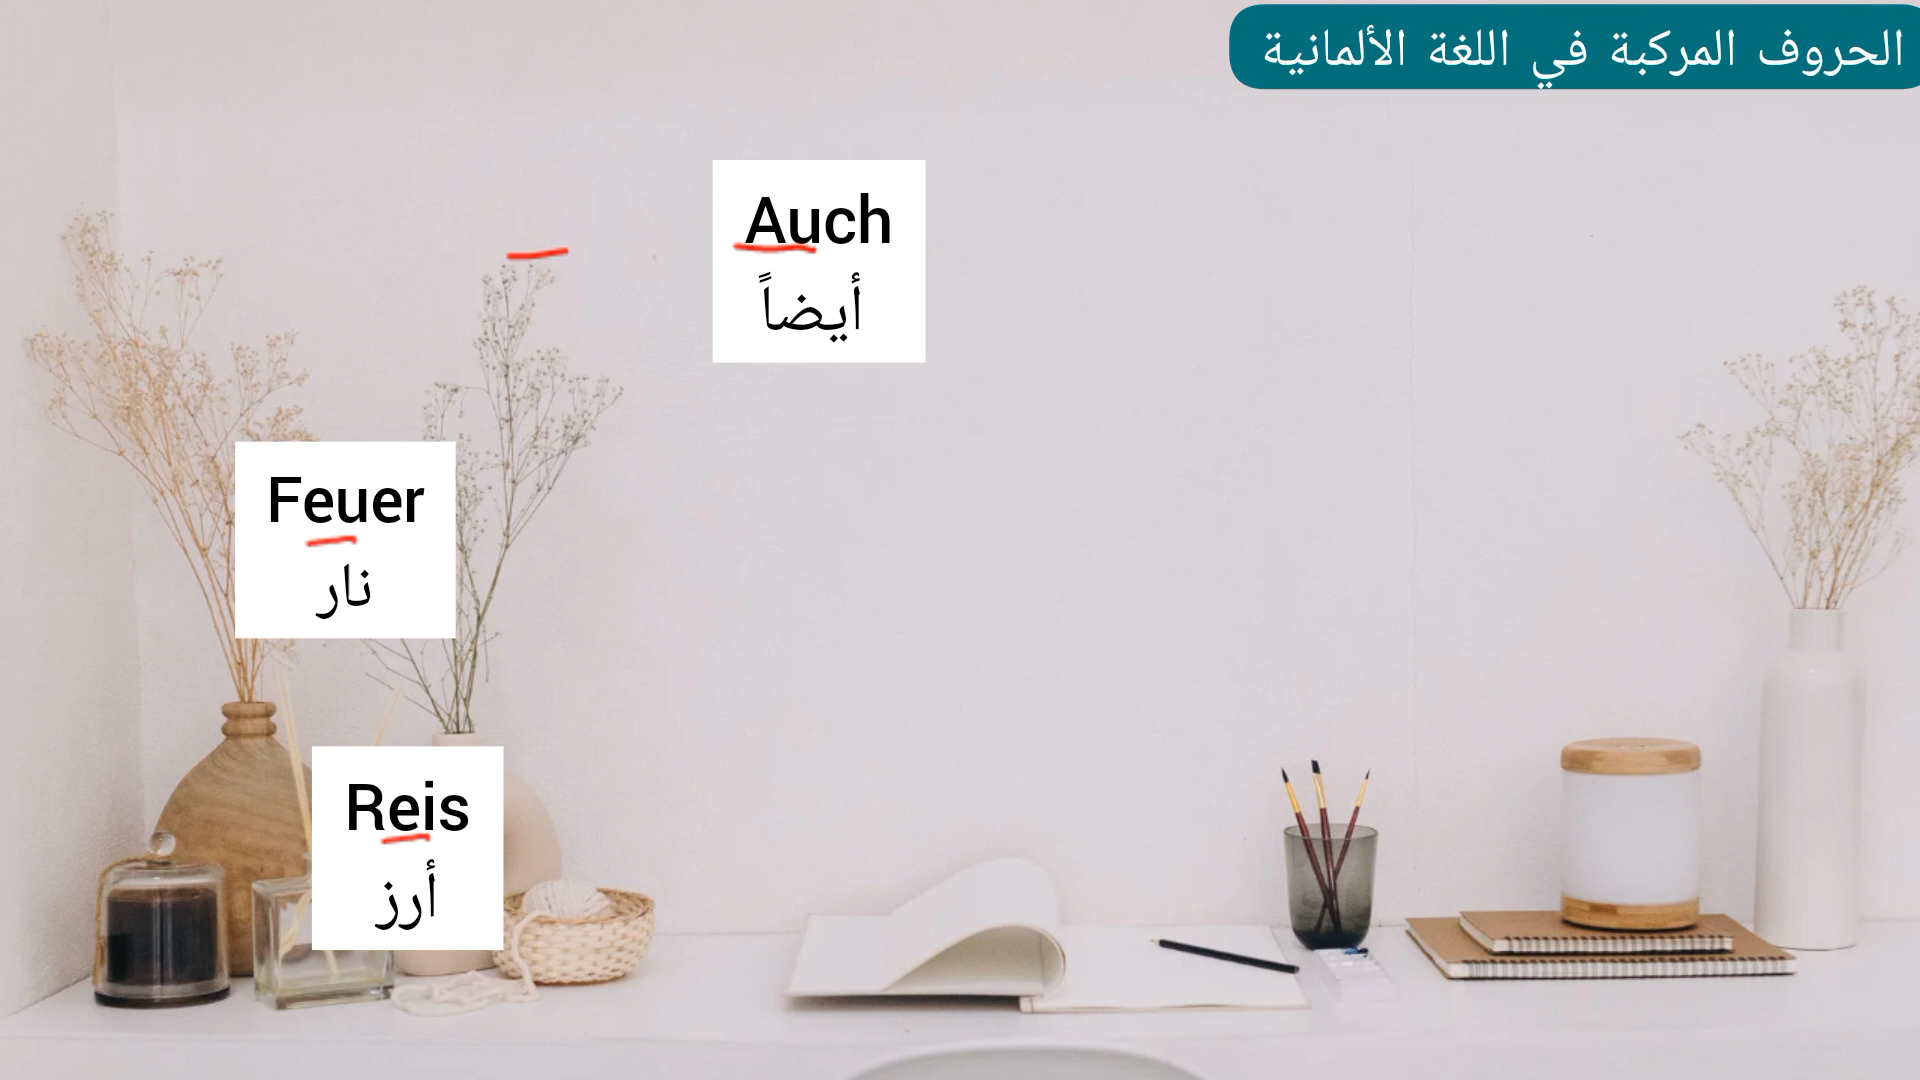 الحروف المركبة في اللغة الألمانية
Auch
أيضاً
Feuer
نار
Reis
أرز